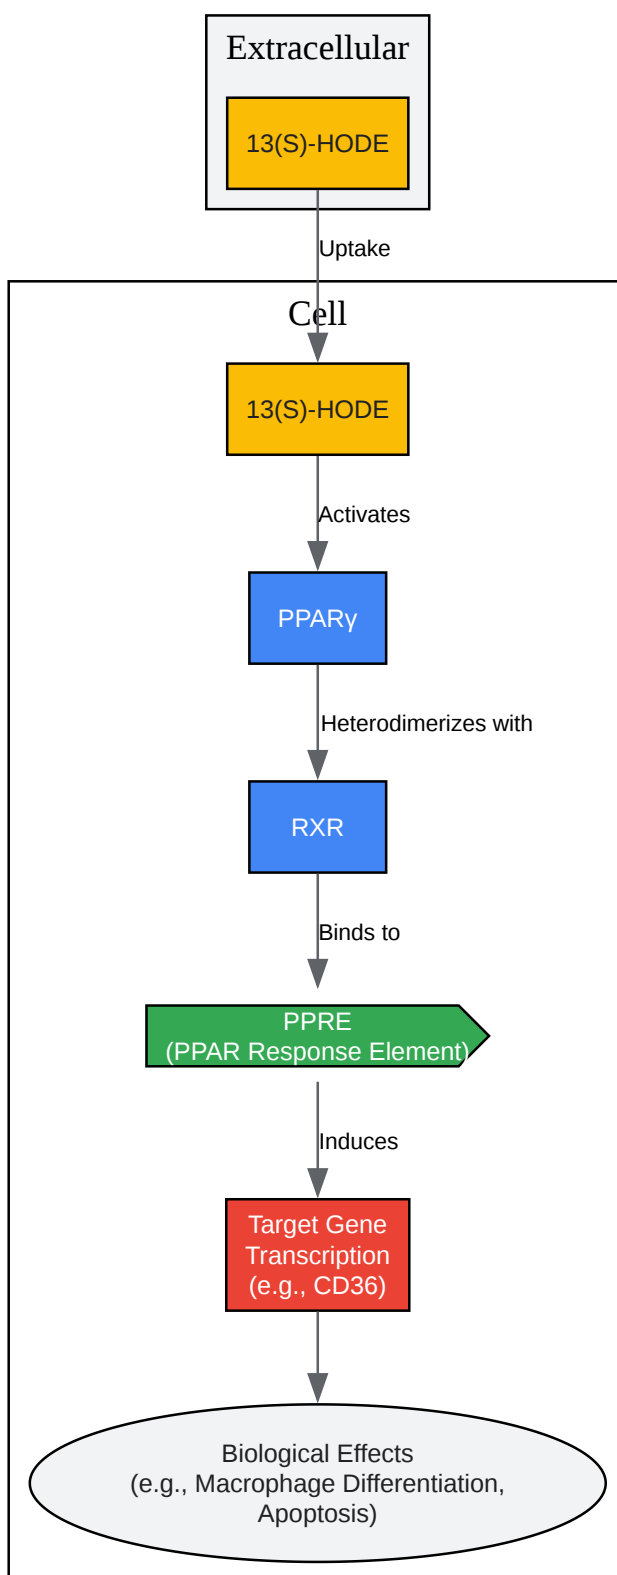 Extracellular
13(S)-HODE
Uptake
Cell
13(S)-HODE
Activates
PPARγ
Heterodimerizes with
RXR
Binds to
PPRE
(PPAR Response Element)
Induces
Target Gene
Transcription
(e.g., CD36)
Biological Effects
(e.g., Macrophage Differentiation,
Apoptosis)